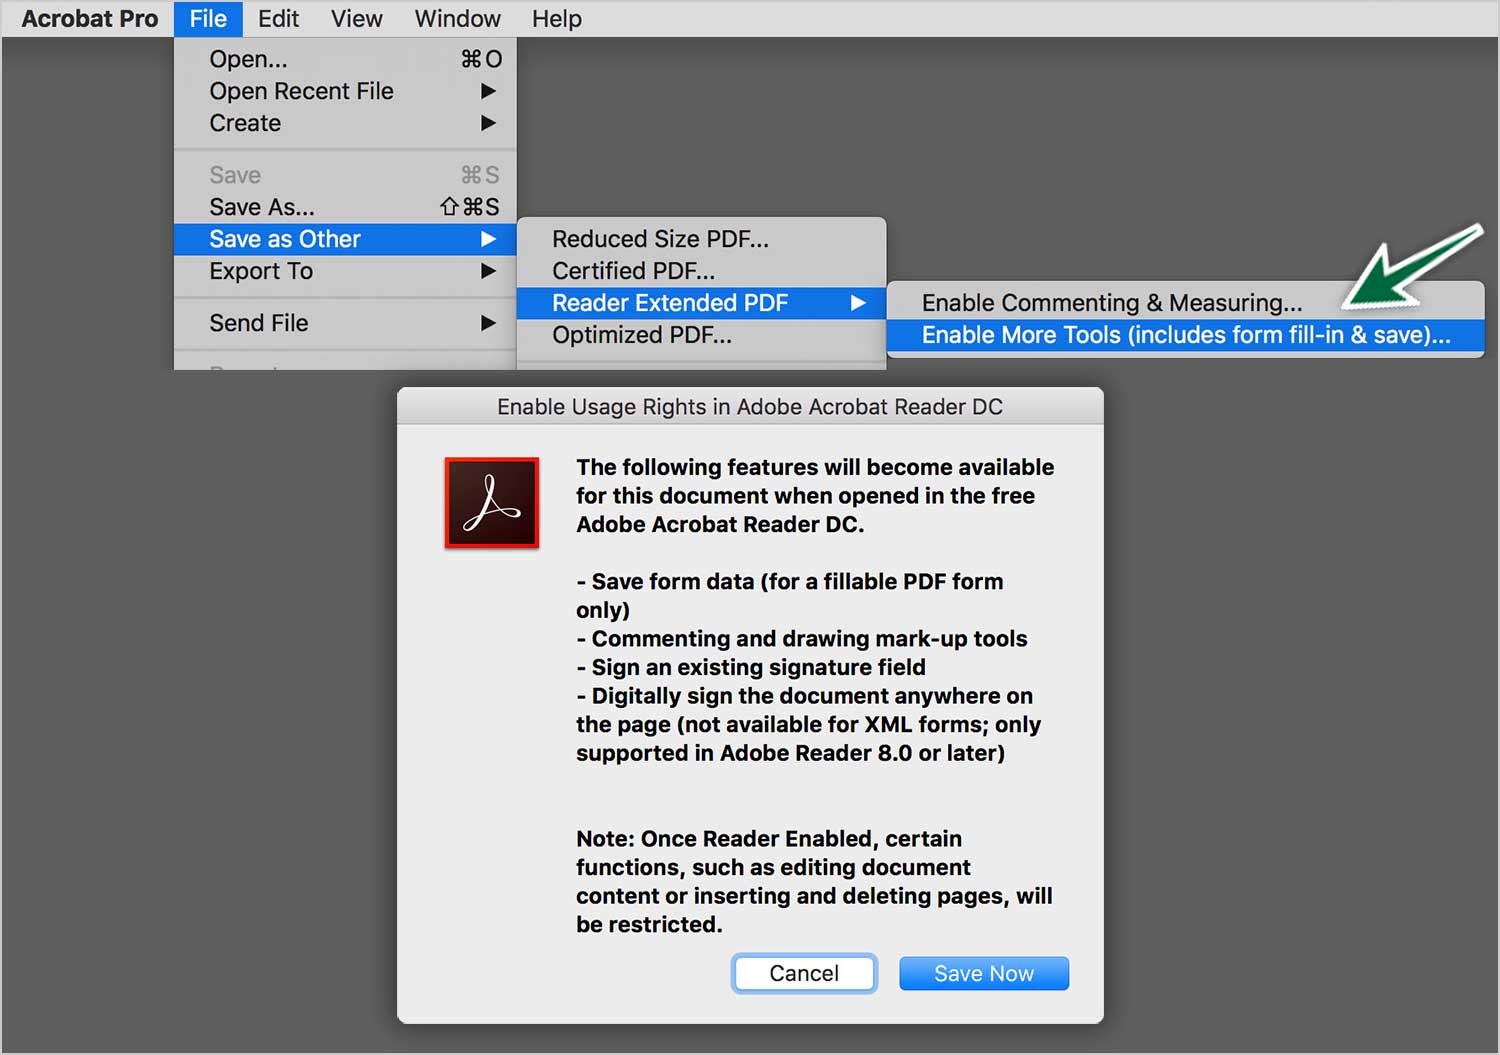 Acrobat Pro File Edit View Window Help
Open... ⌘O
Open Recent File ▶
Create ▶
Save ⌘S
Save As... ⇧⌘S
Save as Other ▶
Export To ▶
Send File ▶
Reduced Size PDF...
Certified PDF...
Reader Extended PDF ▶
Optimized PDF...
Enable Commenting & Measuring...
Enable More Tools (includes form fill-in & save)...
Enable Usage Rights in Adobe Acrobat Reader DC
The following features will become available
for this document when opened in the free
Adobe Acrobat Reader DC.
- Save form data (for a fillable PDF form
only)
- Commenting and drawing mark-up tools
- Sign an existing signature field
- Digitally sign the document anywhere on
the page (not available for XML forms; only
supported in Adobe Reader 8.0 or later)
Note: Once Reader Enabled, certain
functions, such as editing document
content or inserting and deleting pages, will
be restricted.
Cancel Save Now